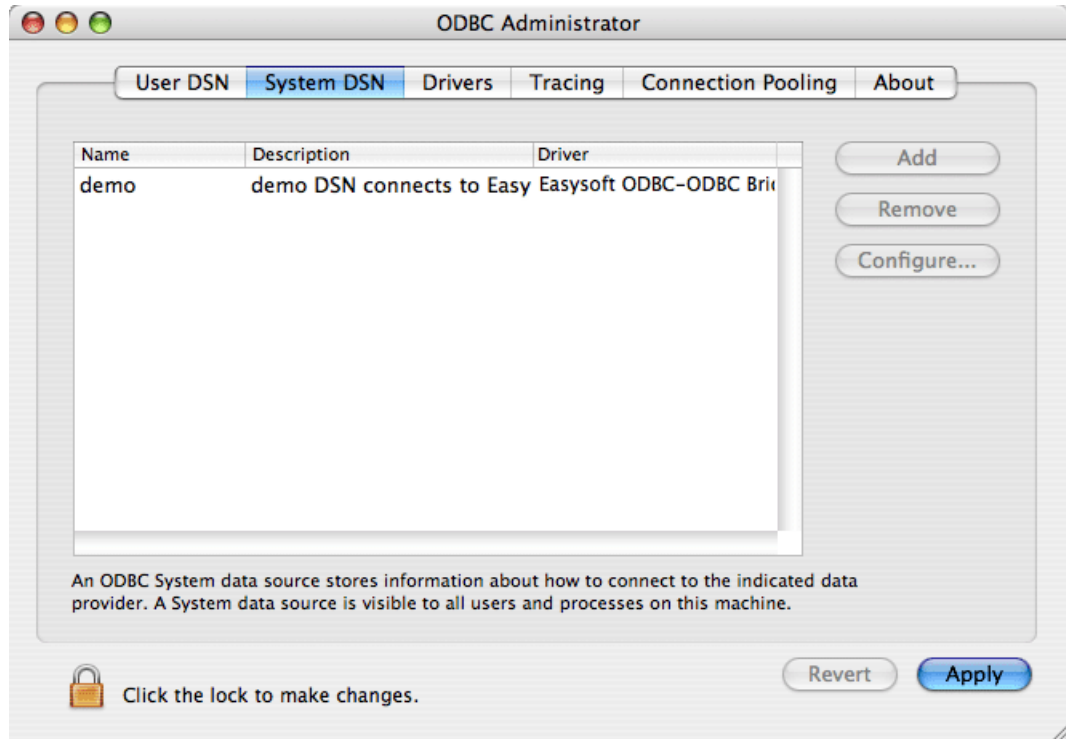 ODBC Administrator
User DSN System DSN Drivers Tracing Connection Pooling About
Name Description Driver
demo demo DSN connects to Easy Easysoft ODBC-ODBC
Add
Remove
Configure...
An ODBC System data source stores information about how to connect to the indicated data
provider. A System data source is visible to all users and processes on this machine.
Click the lock to make changes.
Revert Apply